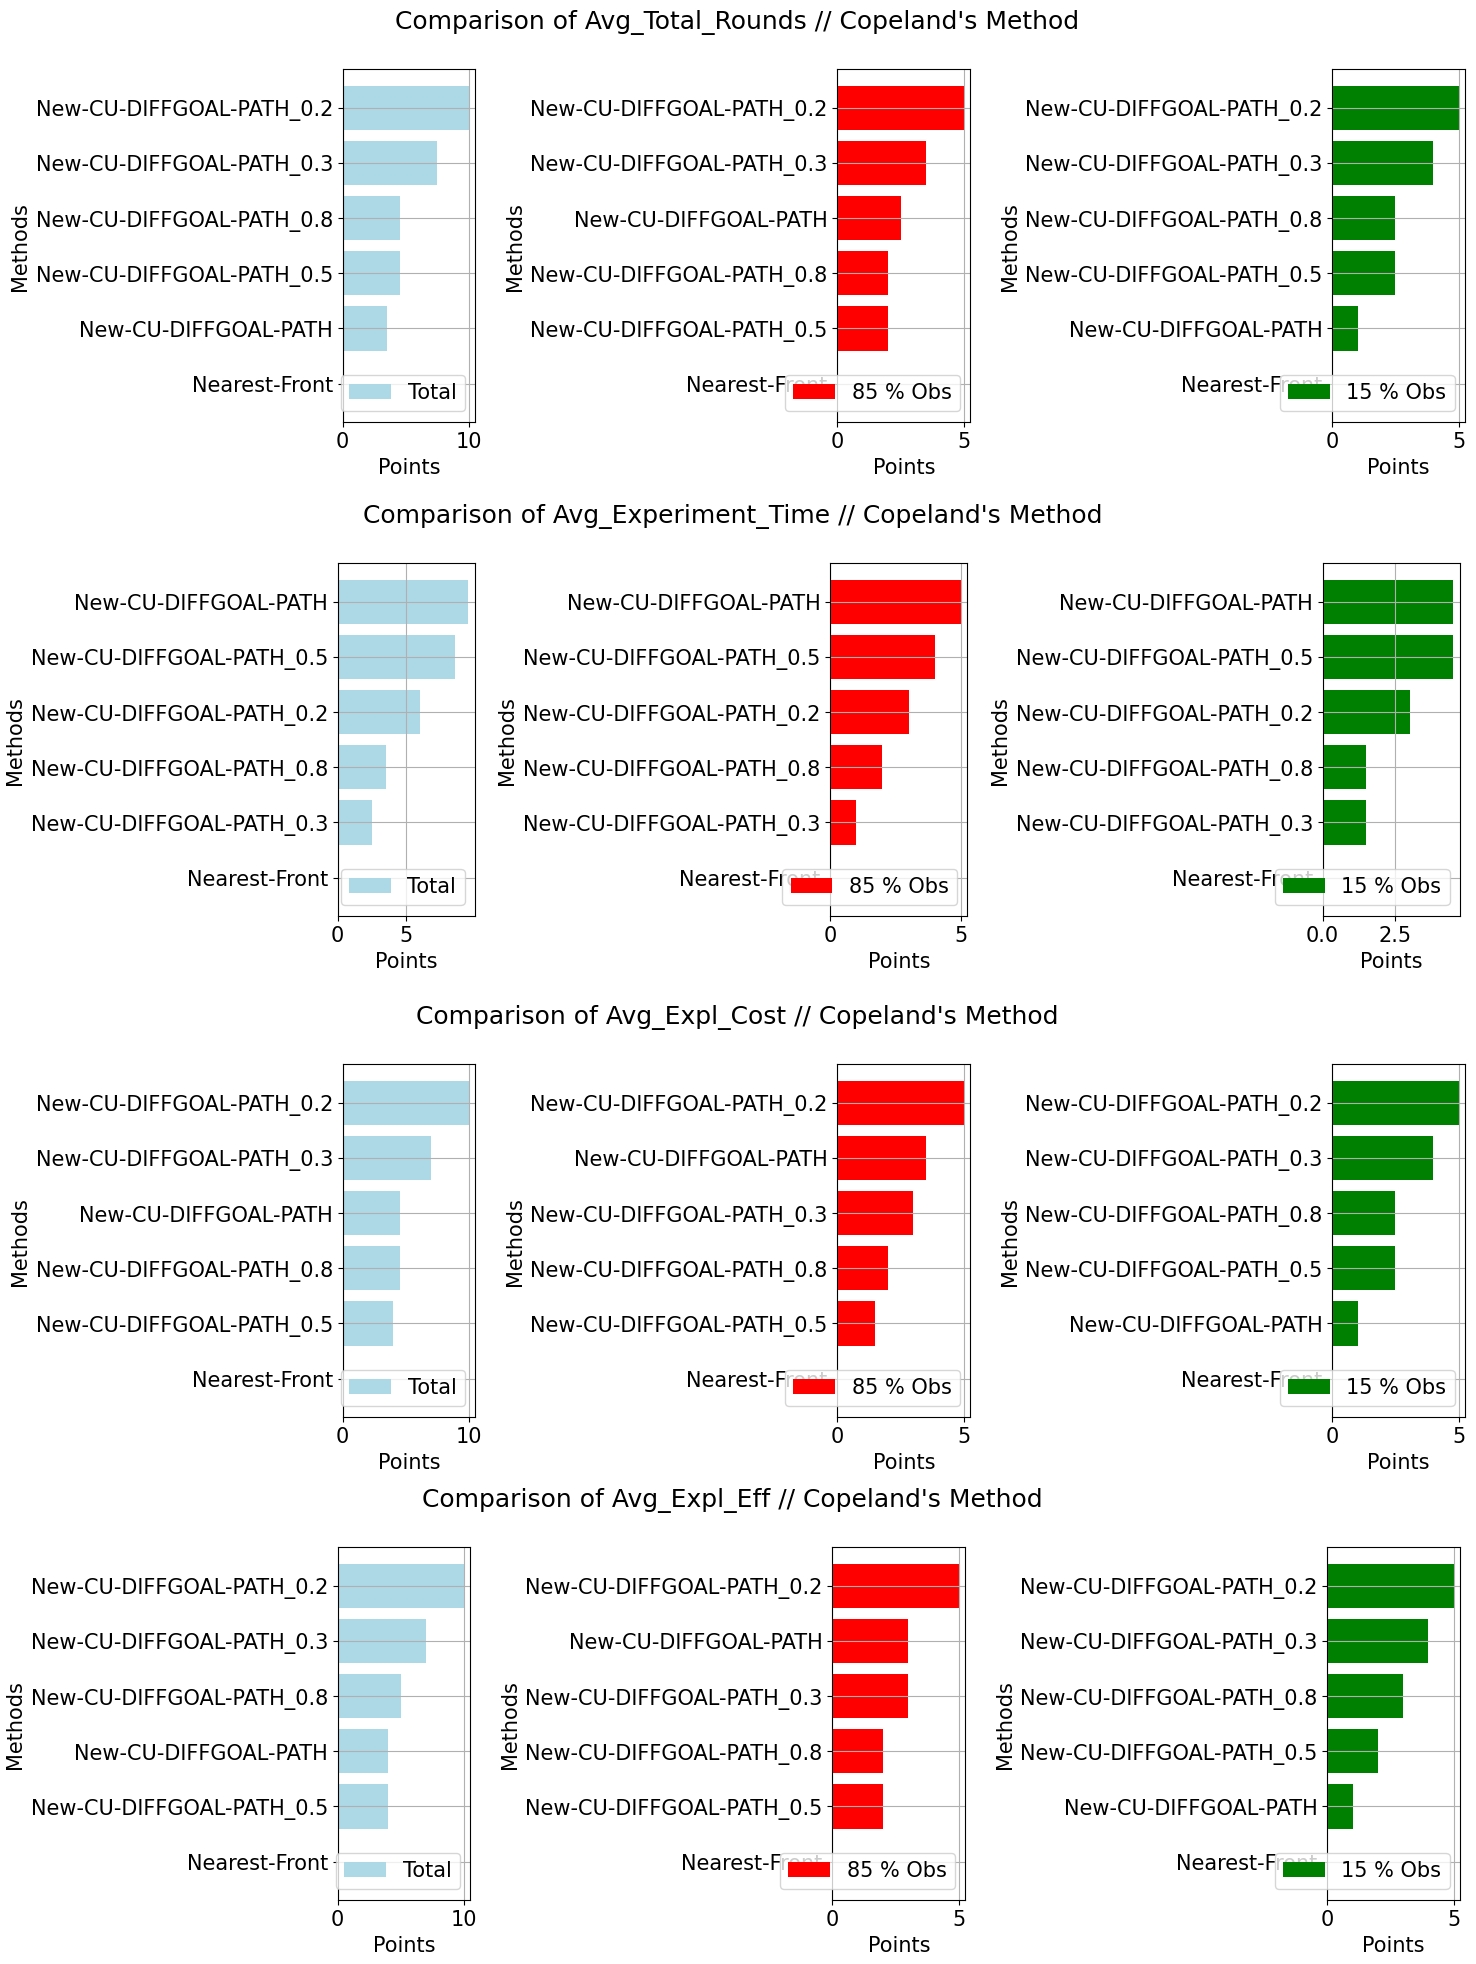 Comparison of Avg_Total_Rounds // Copeland's Method
Methods
New-CU-DIFFGOAL-PATH_0.2
New-CU-DIFFGOAL-PATH_0.3
New-CU-DIFFGOAL-PATH_0.8
New-CU-DIFFGOAL-PATH_0.5
New-CU-DIFFGOAL-PATH
Nearest-Front
Total
0 10
Points
Methods
New-CU-DIFFGOAL-PATH_0.2
New-CU-DIFFGOAL-PATH_0.3
New-CU-DIFFGOAL-PATH
New-CU-DIFFGOAL-PATH_0.8
New-CU-DIFFGOAL-PATH_0.5
Nearest-Front
85 % Obs
0 5
Points
Methods
New-CU-DIFFGOAL-PATH_0.2
New-CU-DIFFGOAL-PATH_0.3
New-CU-DIFFGOAL-PATH_0.8
New-CU-DIFFGOAL-PATH_0.5
New-CU-DIFFGOAL-PATH
Nearest-Front
15 % Obs
0 5
Points
Comparison of Avg_Experiment_Time // Copeland's Method
Methods
New-CU-DIFFGOAL-PATH
New-CU-DIFFGOAL-PATH_0.5
New-CU-DIFFGOAL-PATH_0.2
New-CU-DIFFGOAL-PATH_0.8
New-CU-DIFFGOAL-PATH_0.3
Nearest-Front
Total
0 5
Points
Methods
New-CU-DIFFGOAL-PATH
New-CU-DIFFGOAL-PATH_0.5
New-CU-DIFFGOAL-PATH_0.2
New-CU-DIFFGOAL-PATH_0.8
New-CU-DIFFGOAL-PATH_0.3
Nearest-Front
85 % Obs
0 5
Points
Methods
New-CU-DIFFGOAL-PATH
New-CU-DIFFGOAL-PATH_0.5
New-CU-DIFFGOAL-PATH_0.2
New-CU-DIFFGOAL-PATH_0.8
New-CU-DIFFGOAL-PATH_0.3
Nearest-Front
15 % Obs
0.0 2.5
Points
Comparison of Avg_Expl_Cost // Copeland's Method
Methods
New-CU-DIFFGOAL-PATH_0.2
New-CU-DIFFGOAL-PATH_0.3
New-CU-DIFFGOAL-PATH
New-CU-DIFFGOAL-PATH_0.8
New-CU-DIFFGOAL-PATH_0.5
Nearest-Front
Total
0 10
Points
Methods
New-CU-DIFFGOAL-PATH_0.2
New-CU-DIFFGOAL-PATH
New-CU-DIFFGOAL-PATH_0.3
New-CU-DIFFGOAL-PATH_0.8
New-CU-DIFFGOAL-PATH_0.5
Nearest-Front
85 % Obs
0 5
Points
Methods
New-CU-DIFFGOAL-PATH_0.2
New-CU-DIFFGOAL-PATH_0.3
New-CU-DIFFGOAL-PATH_0.8
New-CU-DIFFGOAL-PATH_0.5
New-CU-DIFFGOAL-PATH
Nearest-Front
15 % Obs
0 5
Points
Comparison of Avg_Expl_Eff // Copeland's Method
Methods
New-CU-DIFFGOAL-PATH_0.2
New-CU-DIFFGOAL-PATH_0.3
New-CU-DIFFGOAL-PATH_0.8
New-CU-DIFFGOAL-PATH
New-CU-DIFFGOAL-PATH_0.5
Nearest-Front
Total
0 10
Points
Methods
New-CU-DIFFGOAL-PATH_0.2
New-CU-DIFFGOAL-PATH
New-CU-DIFFGOAL-PATH_0.3
New-CU-DIFFGOAL-PATH_0.8
New-CU-DIFFGOAL-PATH_0.5
Nearest-Front
85 % Obs
0 5
Points
Methods
New-CU-DIFFGOAL-PATH_0.2
New-CU-DIFFGOAL-PATH_0.3
New-CU-DIFFGOAL-PATH_0.8
New-CU-DIFFGOAL-PATH_0.5
New-CU-DIFFGOAL-PATH
Nearest-Front
15 % Obs
0 5
Points